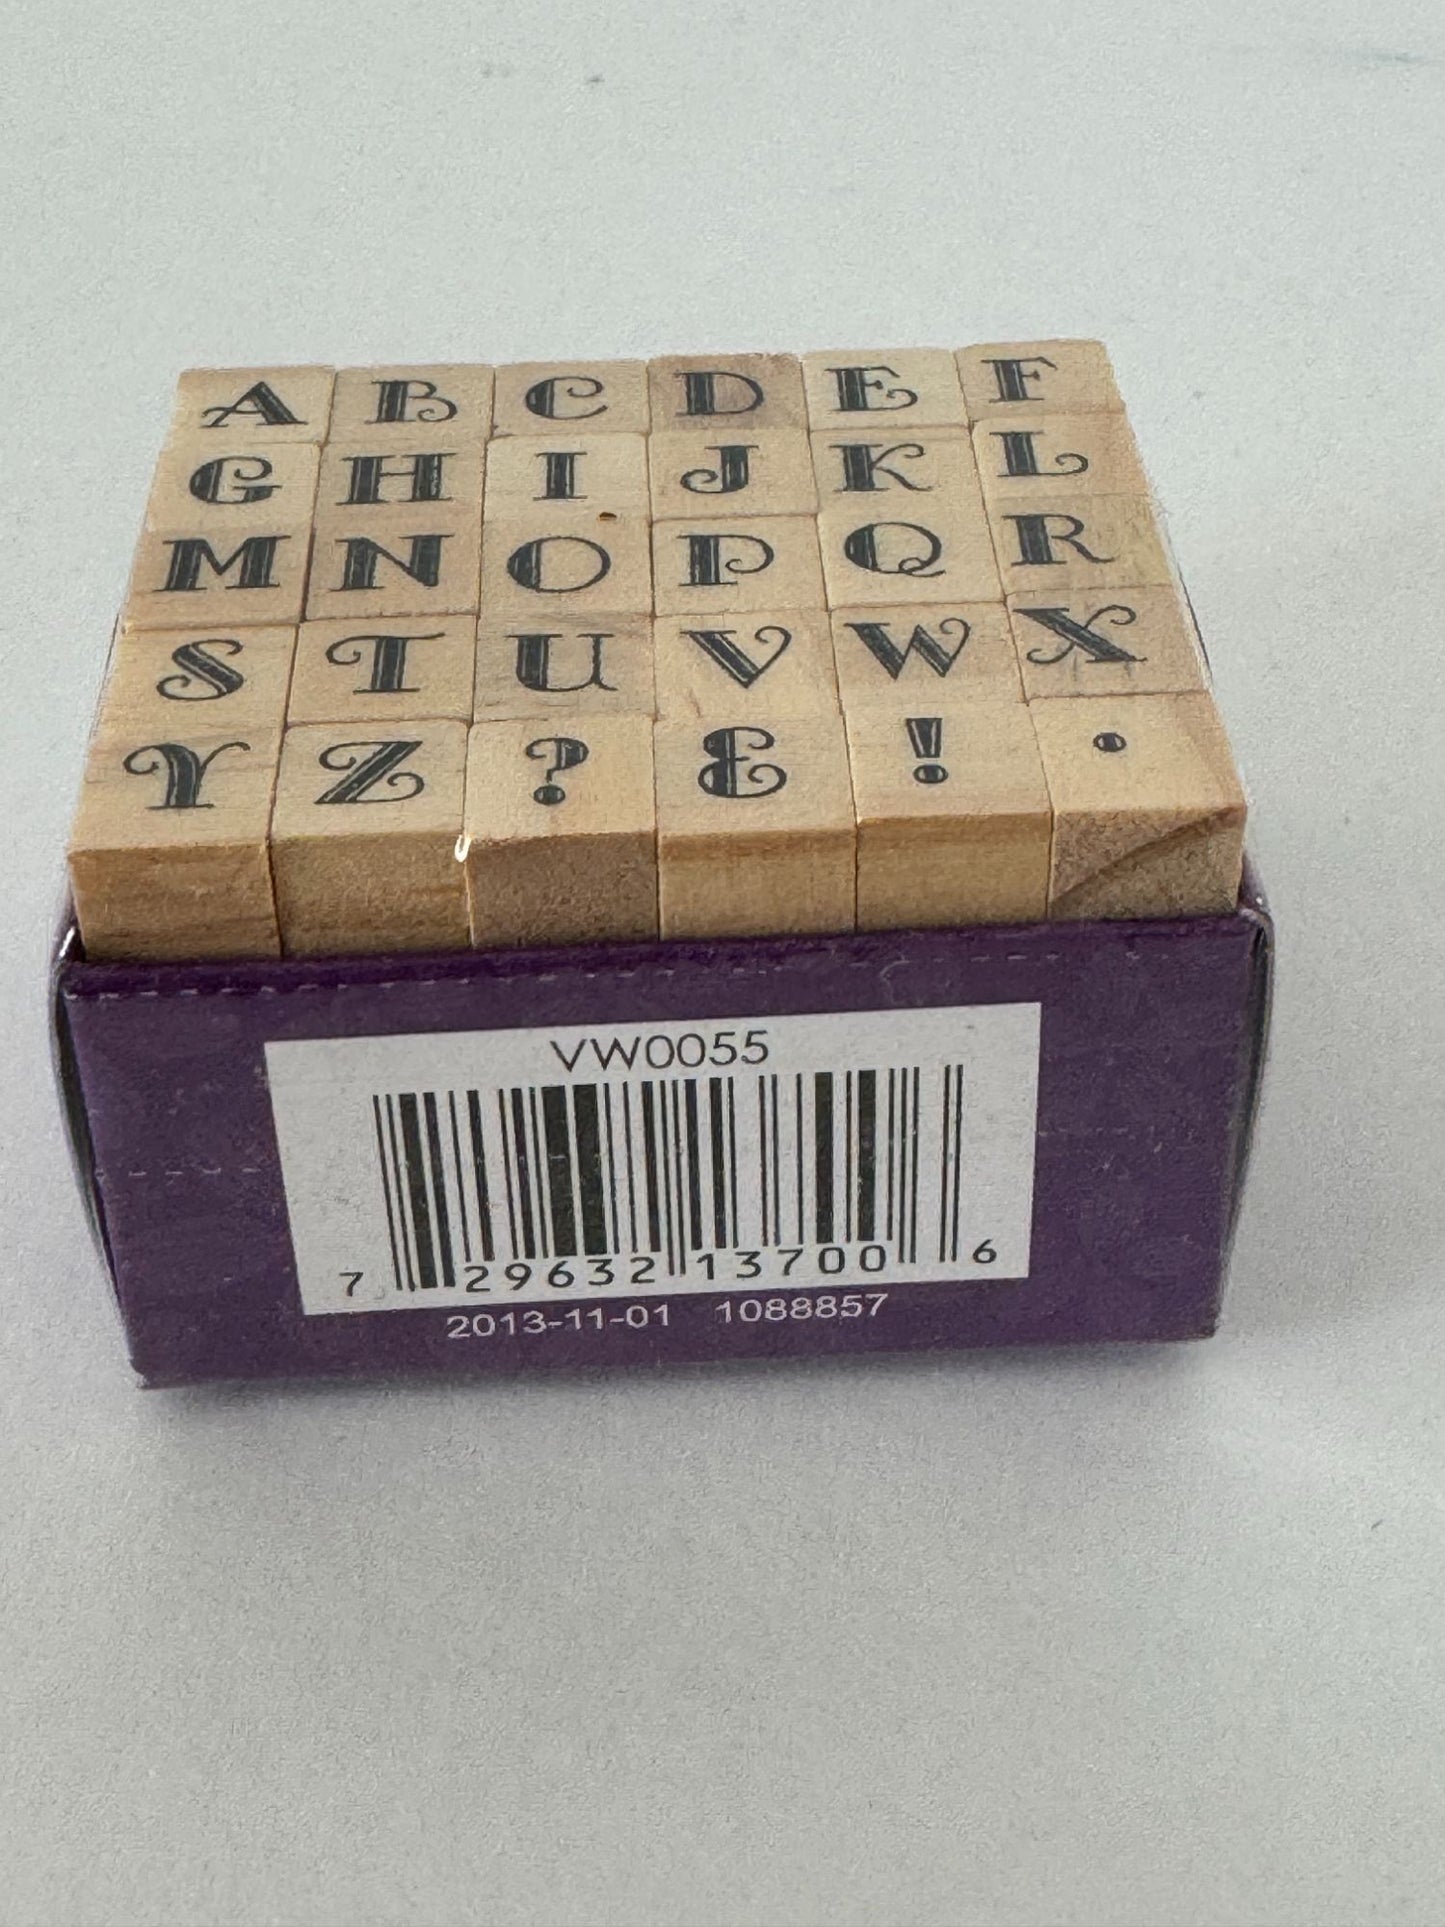 A B C D E F
G H I J K L
M N O P Q R
S T U V W X
Y Z ? & ! .
VW0055
7 29632 13700 6
2013-11-01 1088857